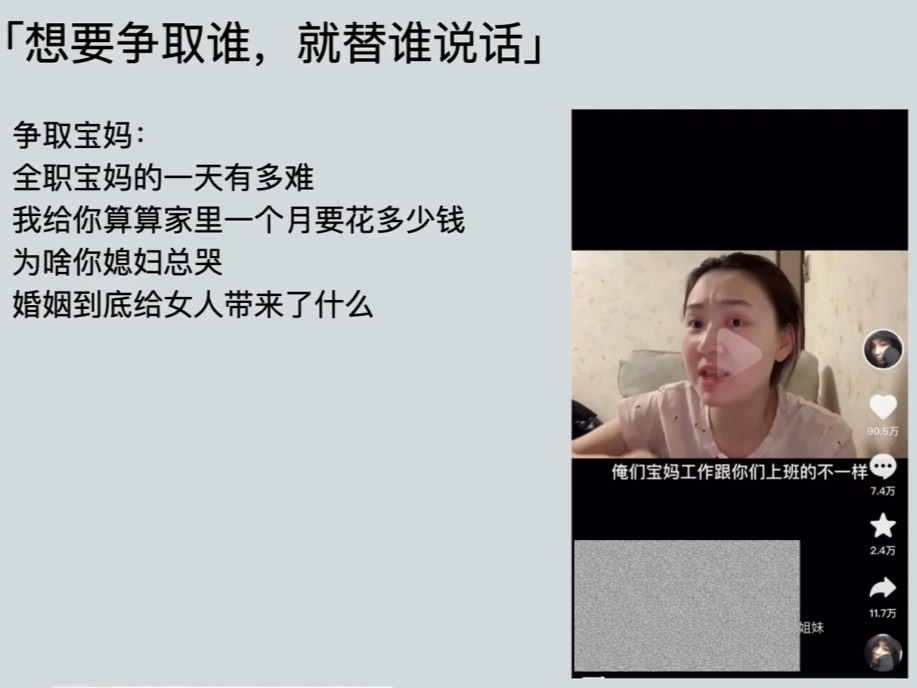 「想要争取谁，就替谁说话」
争取宝妈：
全职宝妈的一天有多难
我给你算算家里一个月要花多少钱
为啥你媳妇总哭
婚姻到底给女人带来了什么
90.5万
俺们宝妈工作跟你们上班的不一样
7.4万
2.4万
11.7万
姐妹